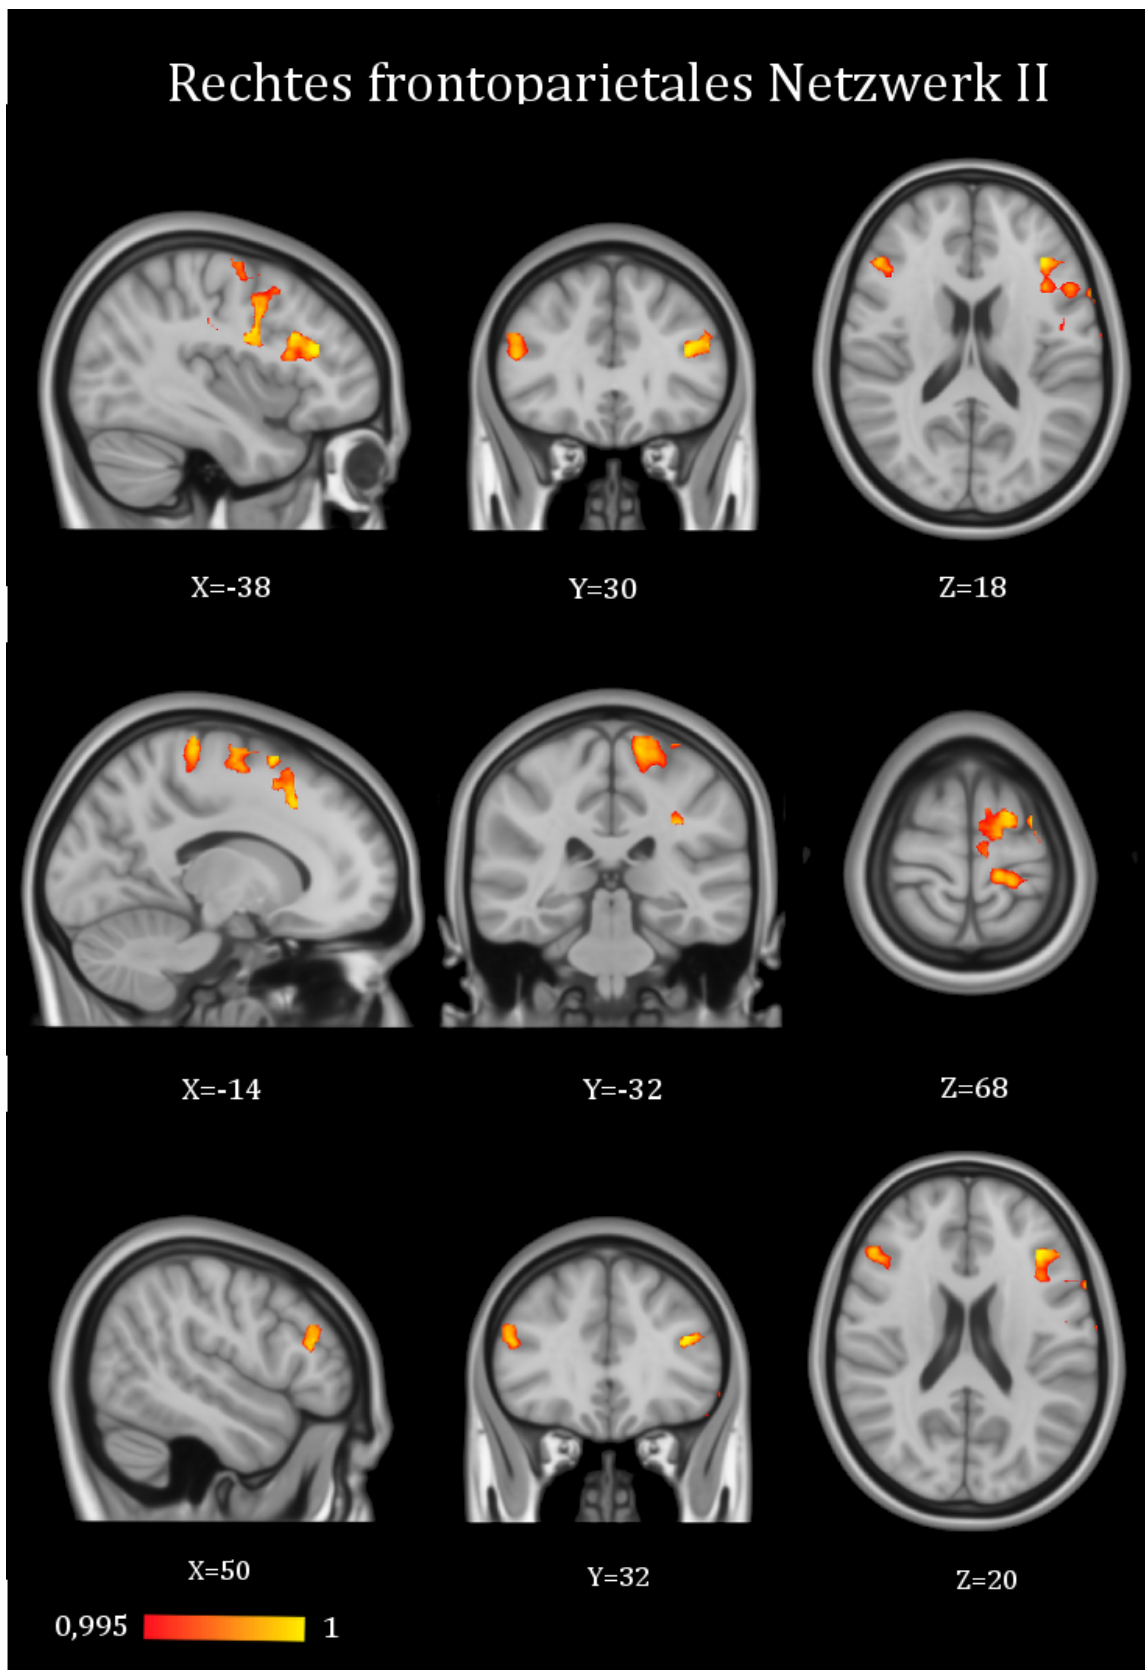 Rechtes frontoparietales Netzwerk II
X=-38 Y=30 Z=18
X=-14 Y=-32 Z=68
X=50 Y=32 Z=20
0,995 1